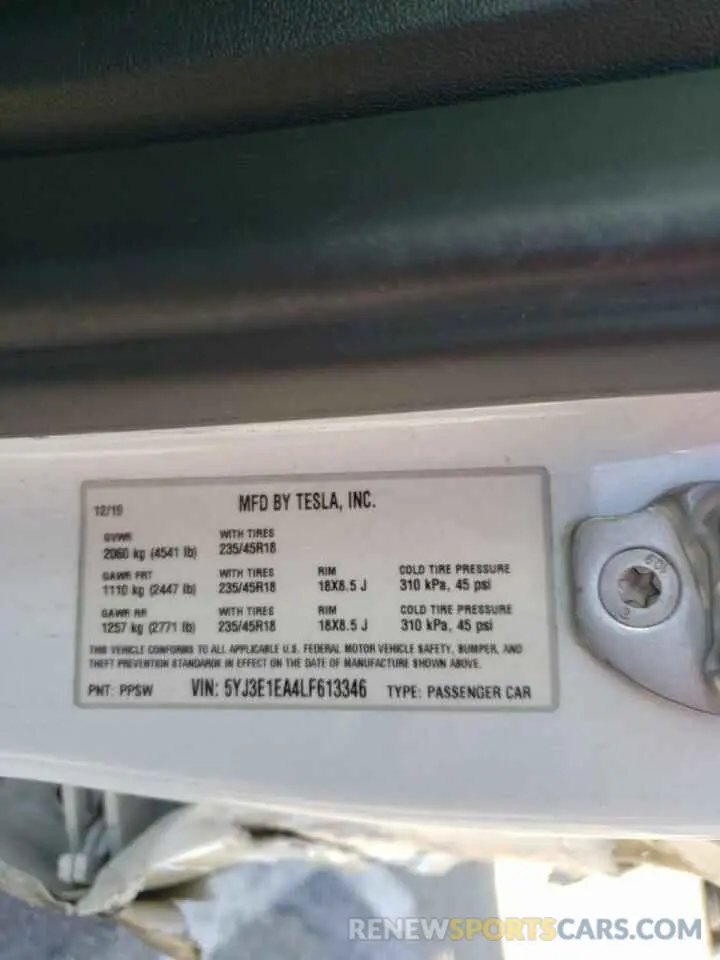 12/19 MFD BY TESLA, INC.
GVWR WITH TIRES
2060 kg (4541 lb) 235/45R18
GAWR FRT WITH TIRES RIM COLD TIRE PRESSURE
1110 kg (2447 lb) 235/45R18 18X8.5 J 310 kPa, 45 psi
GAWR RR WITH TIRES RIM COLD TIRE PRESSURE
1257 kg (2771 lb) 235/45R18 18X8.5 J 310 kPa, 45 psi
THIS VEHICLE CONFORMS TO ALL APPLICABLE U.S. FEDERAL MOTOR VEHICLE SAFETY, BUMPER, AND
THEFT PREVENTION STANDARDS IN EFFECT ON THE DATE OF MANUFACTURE SHOWN ABOVE.
PNT: PPSW VIN: 5YJ3E1EA4LF613346 TYPE: PASSENGER CAR
RENEWSPORTSCARS.COM